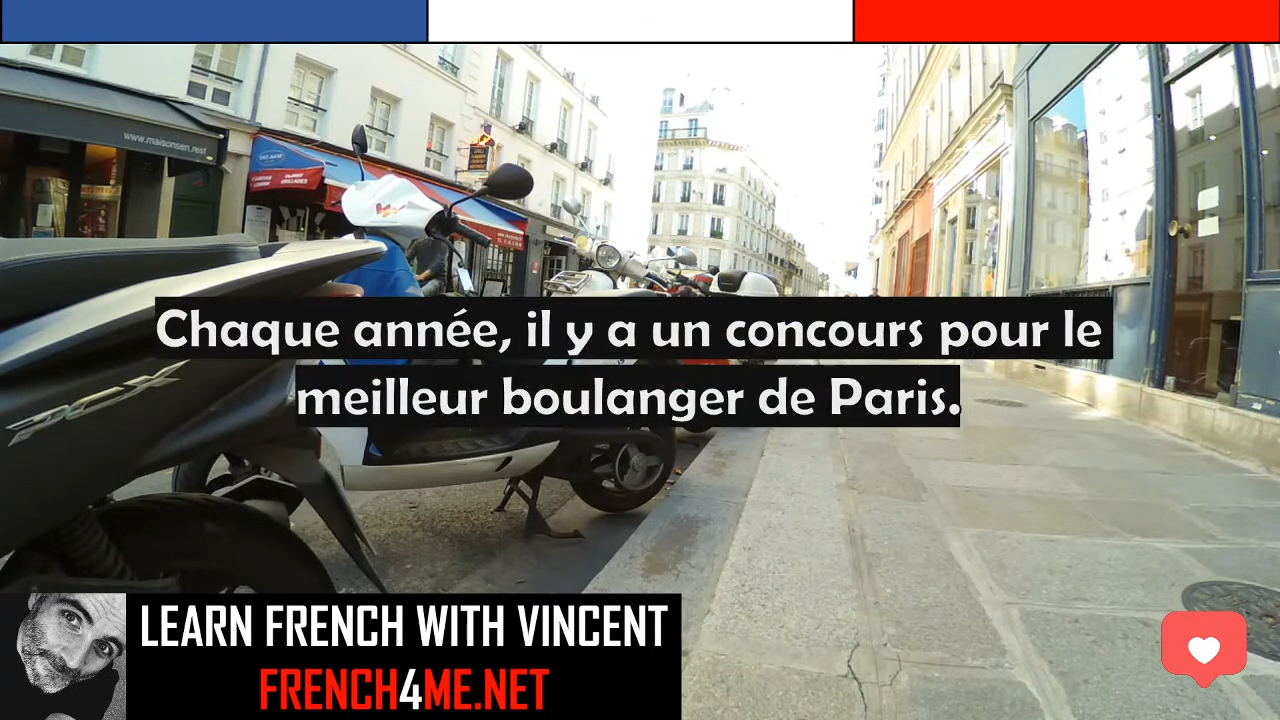 www.maisonsen.rest
Chaque année, il y a un concours pour le
meilleur boulanger de Paris.
PCX
LEARN FRENCH WITH VINCENT
FRENCH4ME.NET